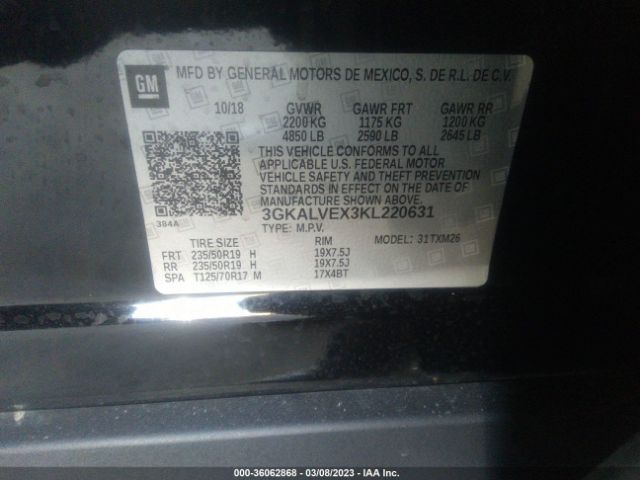 GM
MFD BY GENERAL MOTORS DE MEXICO, S. DE R.L. DE C.V.
10/18 GVWR GAWR FRT GAWR RR
2200 KG 1175 KG 1200 KG
4850 LB 2590 LB 2645 LB
THIS VEHICLE CONFORMS TO ALL
APPLICABLE U.S. FEDERAL MOTOR
VEHICLE SAFETY AND THEFT PREVENTION
STANDARDS IN EFFECT ON THE DATE OF
MANUFACTURE SHOWN ABOVE.
384A
3GKALVEX3KL220631
TYPE: M.P.V. MODEL: 31TXM26
TIRE SIZE RIM
FRT 235/50R19 H 19X7.5J
RR 235/50R19 H 19X7.5J
SPA T125/70R17 M 17X4BT
000-36062868 — 03/08/2023 — IAA Inc.